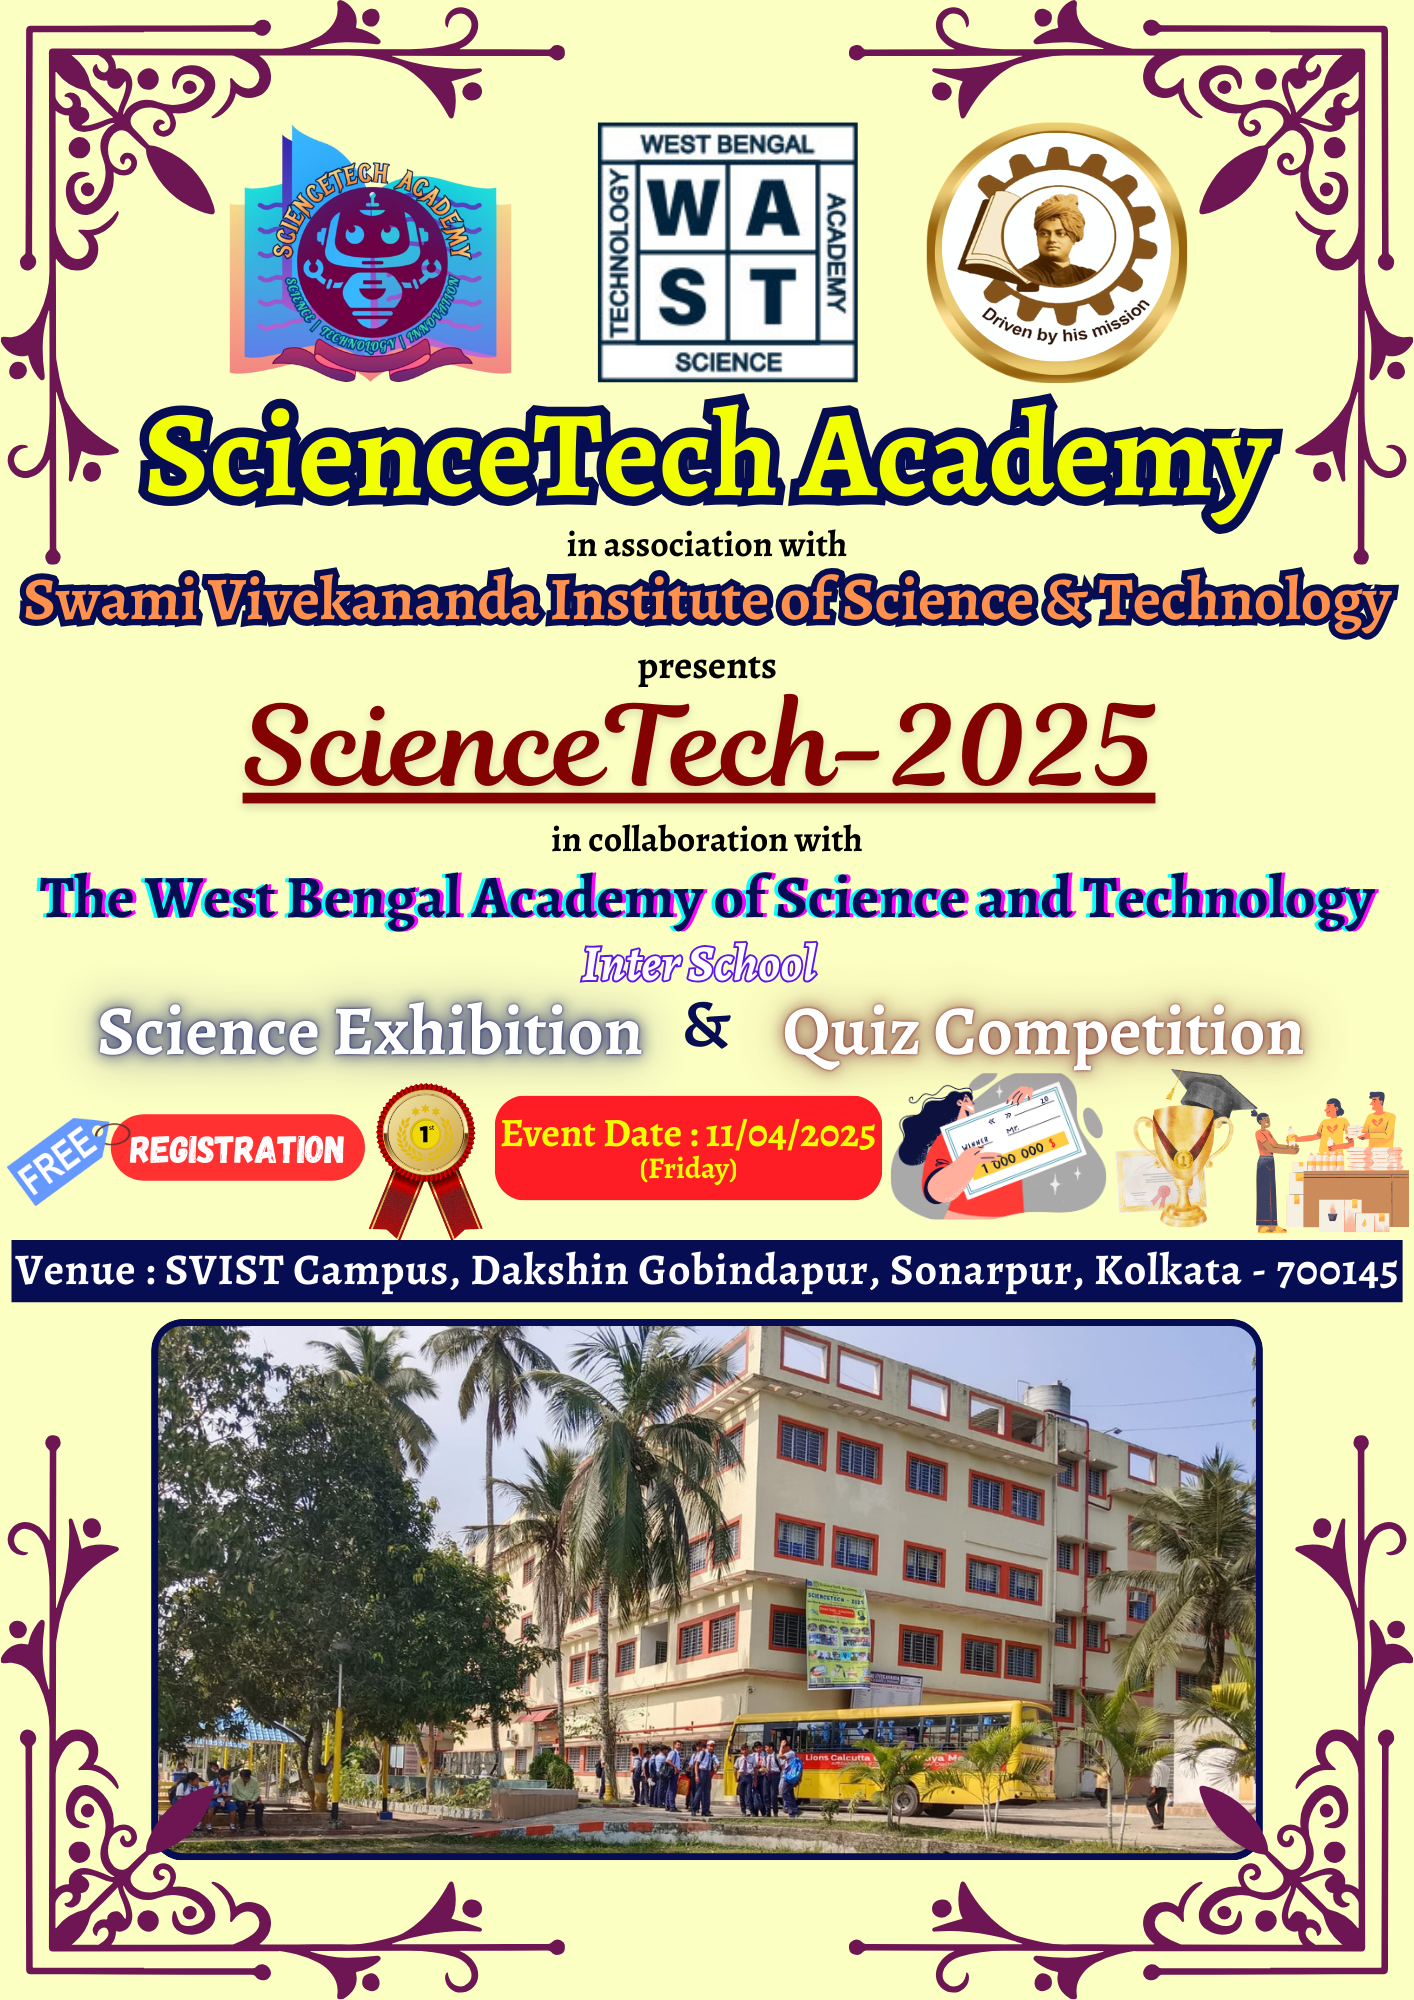 SCIENCETECH ACADEMY
SCIENCE | TECHNOLOGY | INNOVATION
WEST BENGAL
TECHNOLOGY
W A
S T
ACADEMY
SCIENCE
Driven by his mission
ScienceTech Academy
in association with
Swami Vivekananda Institute of Science & Technology
presents
ScienceTech-2025
in collaboration with
The West Bengal Academy of Science and Technology
Inter School
Science Exhibition & Quiz Competition
FREE REGISTRATION
1st
Event Date : 11/04/2025
(Friday)
20
Mr.
WINNER
1 000 000 $
1
Venue : SVIST Campus, Dakshin Gobindapur, Sonarpur, Kolkata - 700145
Lions Calcutta